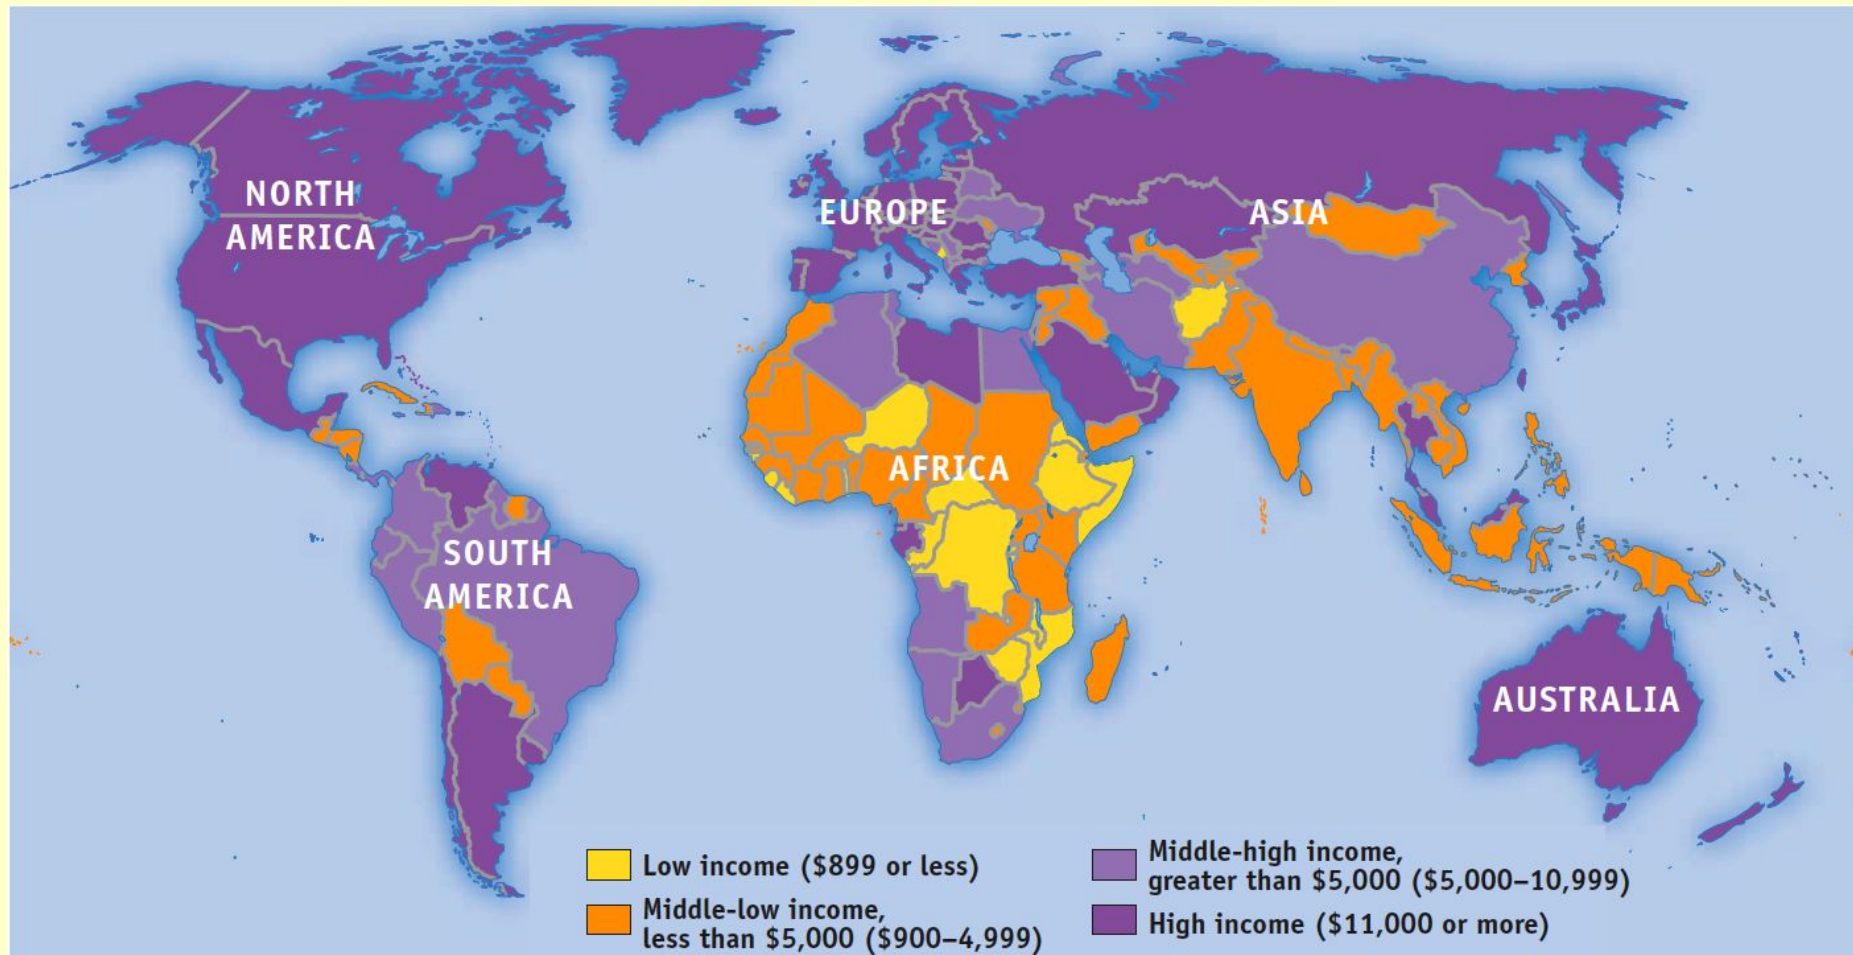 NORTH
AMERICA
EUROPE
ASIA
AFRICA
SOUTH
AMERICA
AUSTRALIA
Low income ($899 or less)
Middle-low income,
less than $5,000 ($900–4,999)
Middle-high income,
greater than $5,000 ($5,000–10,999)
High income ($11,000 or more)